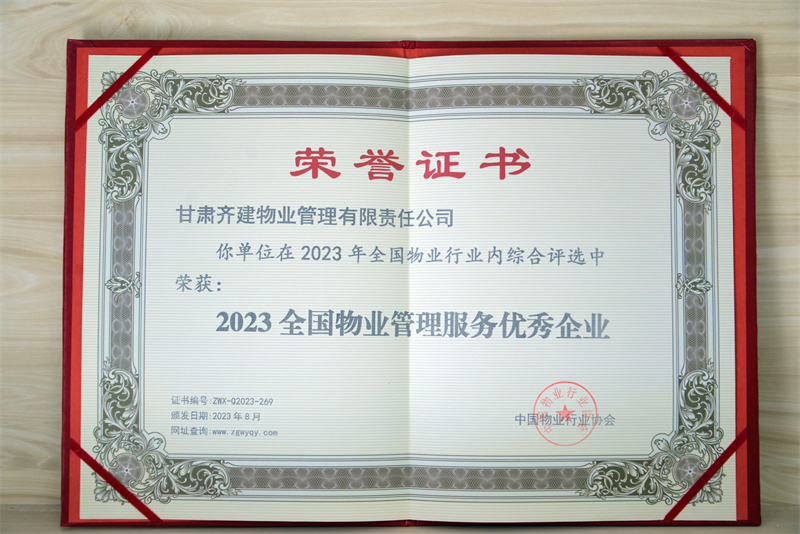 荣誉证书
甘肃齐建物业管理有限责任公司
你单位在2023年全国物业行业内综合评选中
荣获：
2023全国物业管理服务优秀企业
证书编号:ZWX-Q2023-269
颁发日期:2023年8月
网址查询:www.zgwyqy.com
中国物业行业协会